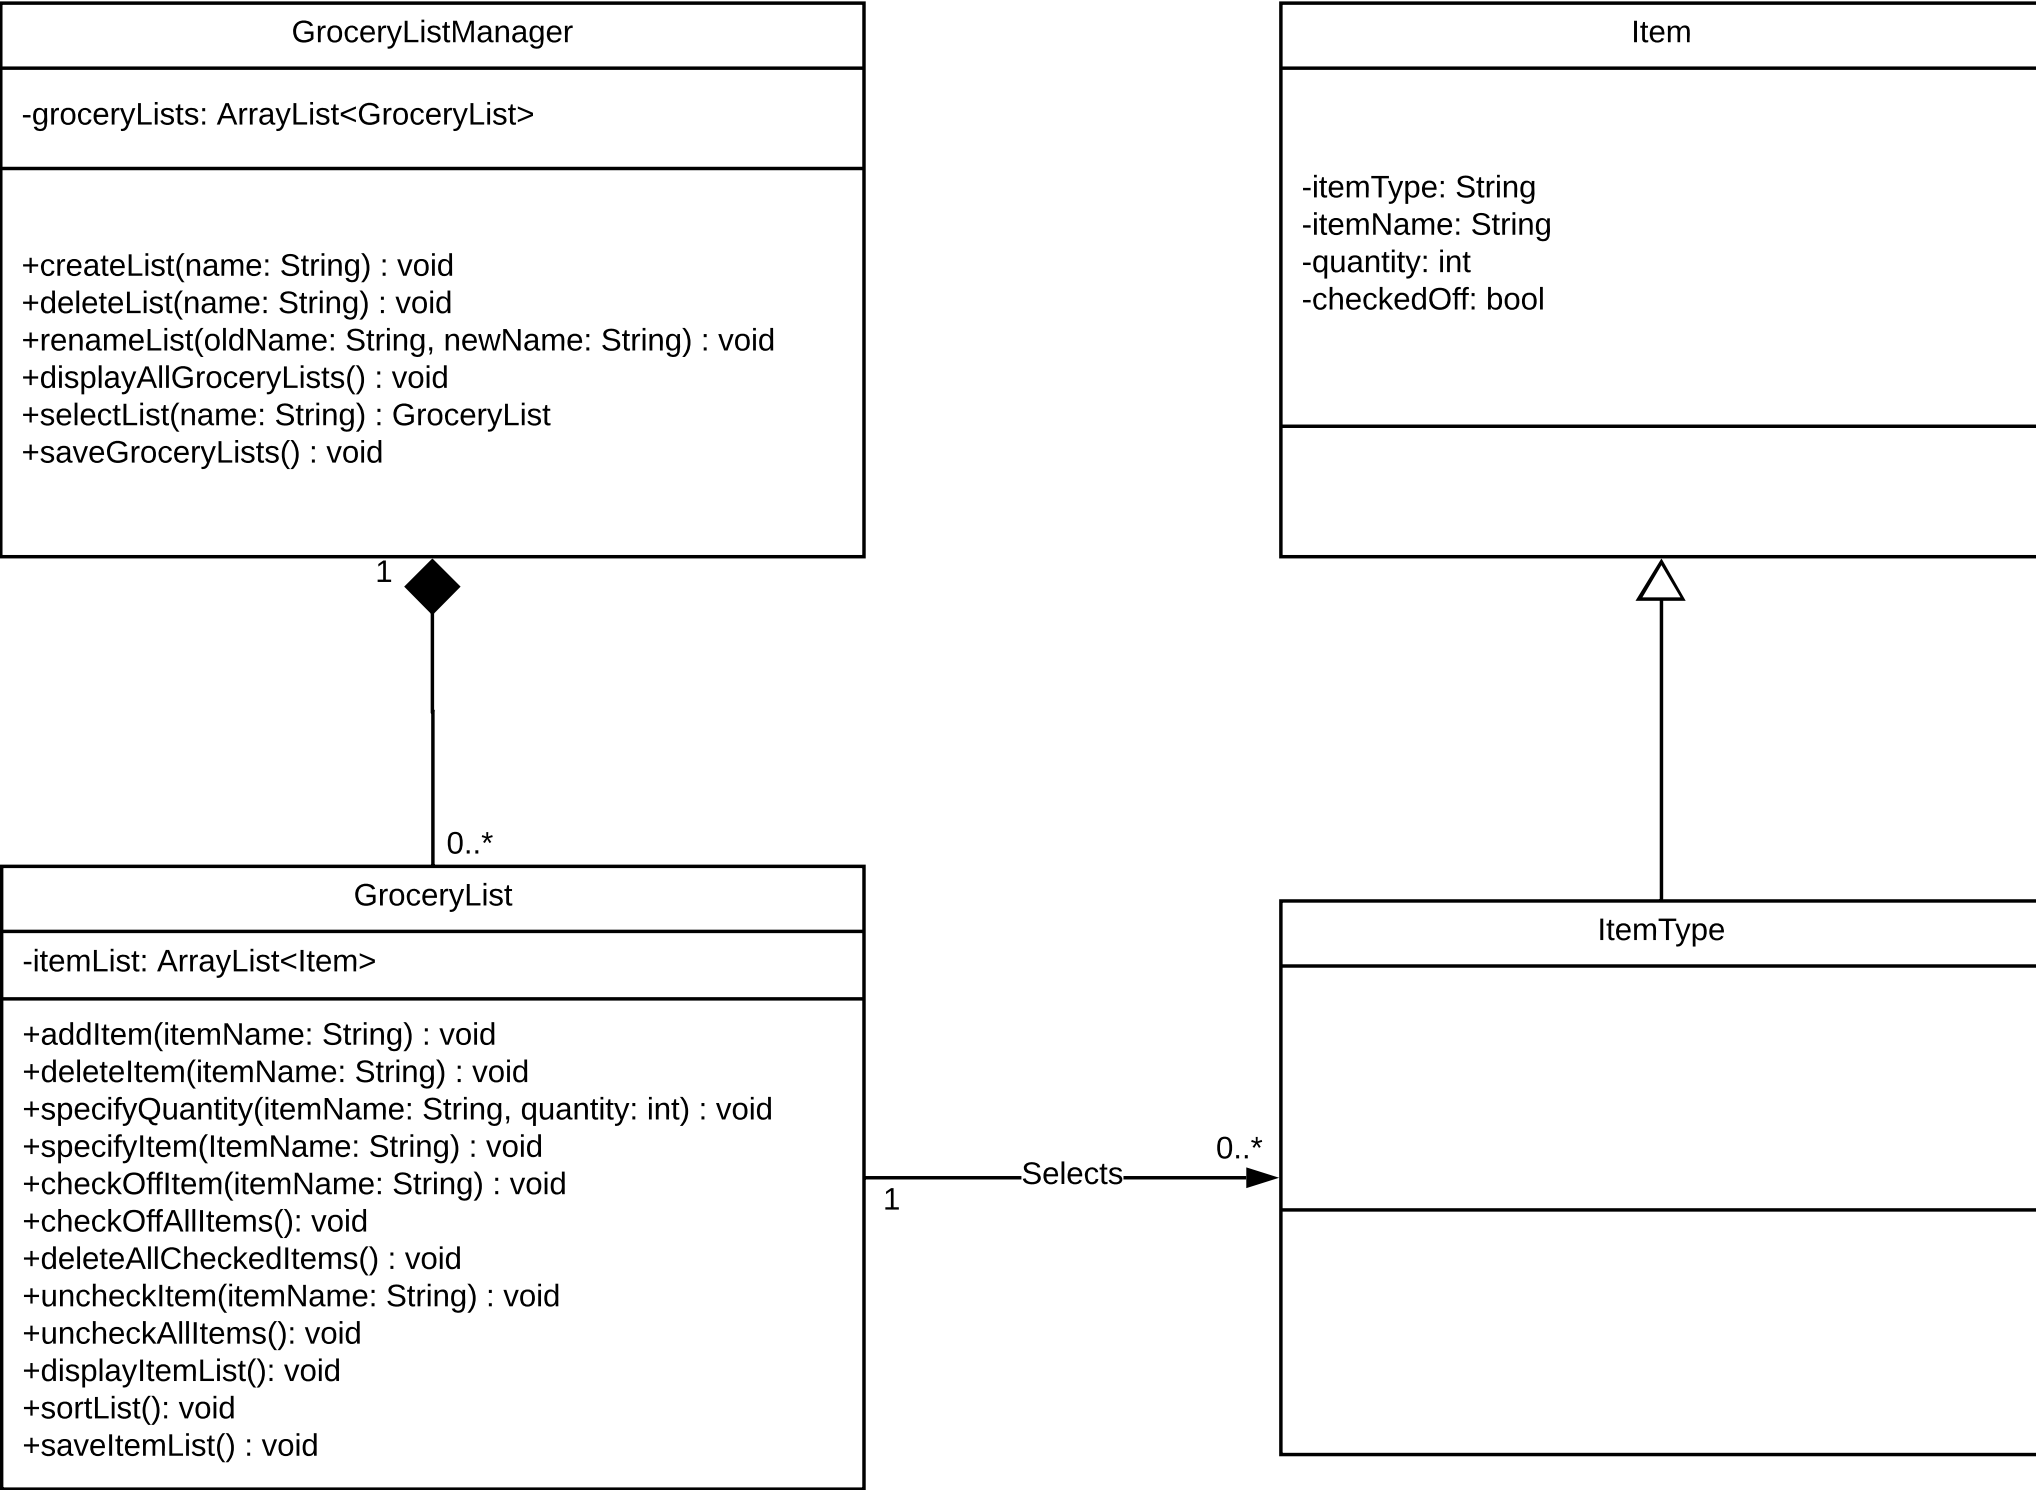 GroceryListManager
-groceryLists: ArrayList<GroceryList>
+createList(name: String) : void
+deleteList(name: String) : void
+renameList(oldName: String, newName: String) : void
+displayAllGroceryLists() : void
+selectList(name: String) : GroceryList
+saveGroceryLists() : void
1
0..*
GroceryList
-itemList: ArrayList<Item>
+addItem(itemName: String) : void
+deleteItem(itemName: String) : void
+specifyQuantity(itemName: String, quantity: int) : void
+specifyItem(ItemName: String) : void
+checkOffItem(itemName: String) : void
+checkOffAllItems(): void
+deleteAllCheckedItems() : void
+uncheckItem(itemName: String) : void
+uncheckAllItems(): void
+displayItemList(): void
+sortList(): void
+saveItemList() : void
1
Selects
0..*
Item
-itemType: String
-itemName: String
-quantity: int
-checkedOff: bool
ItemType